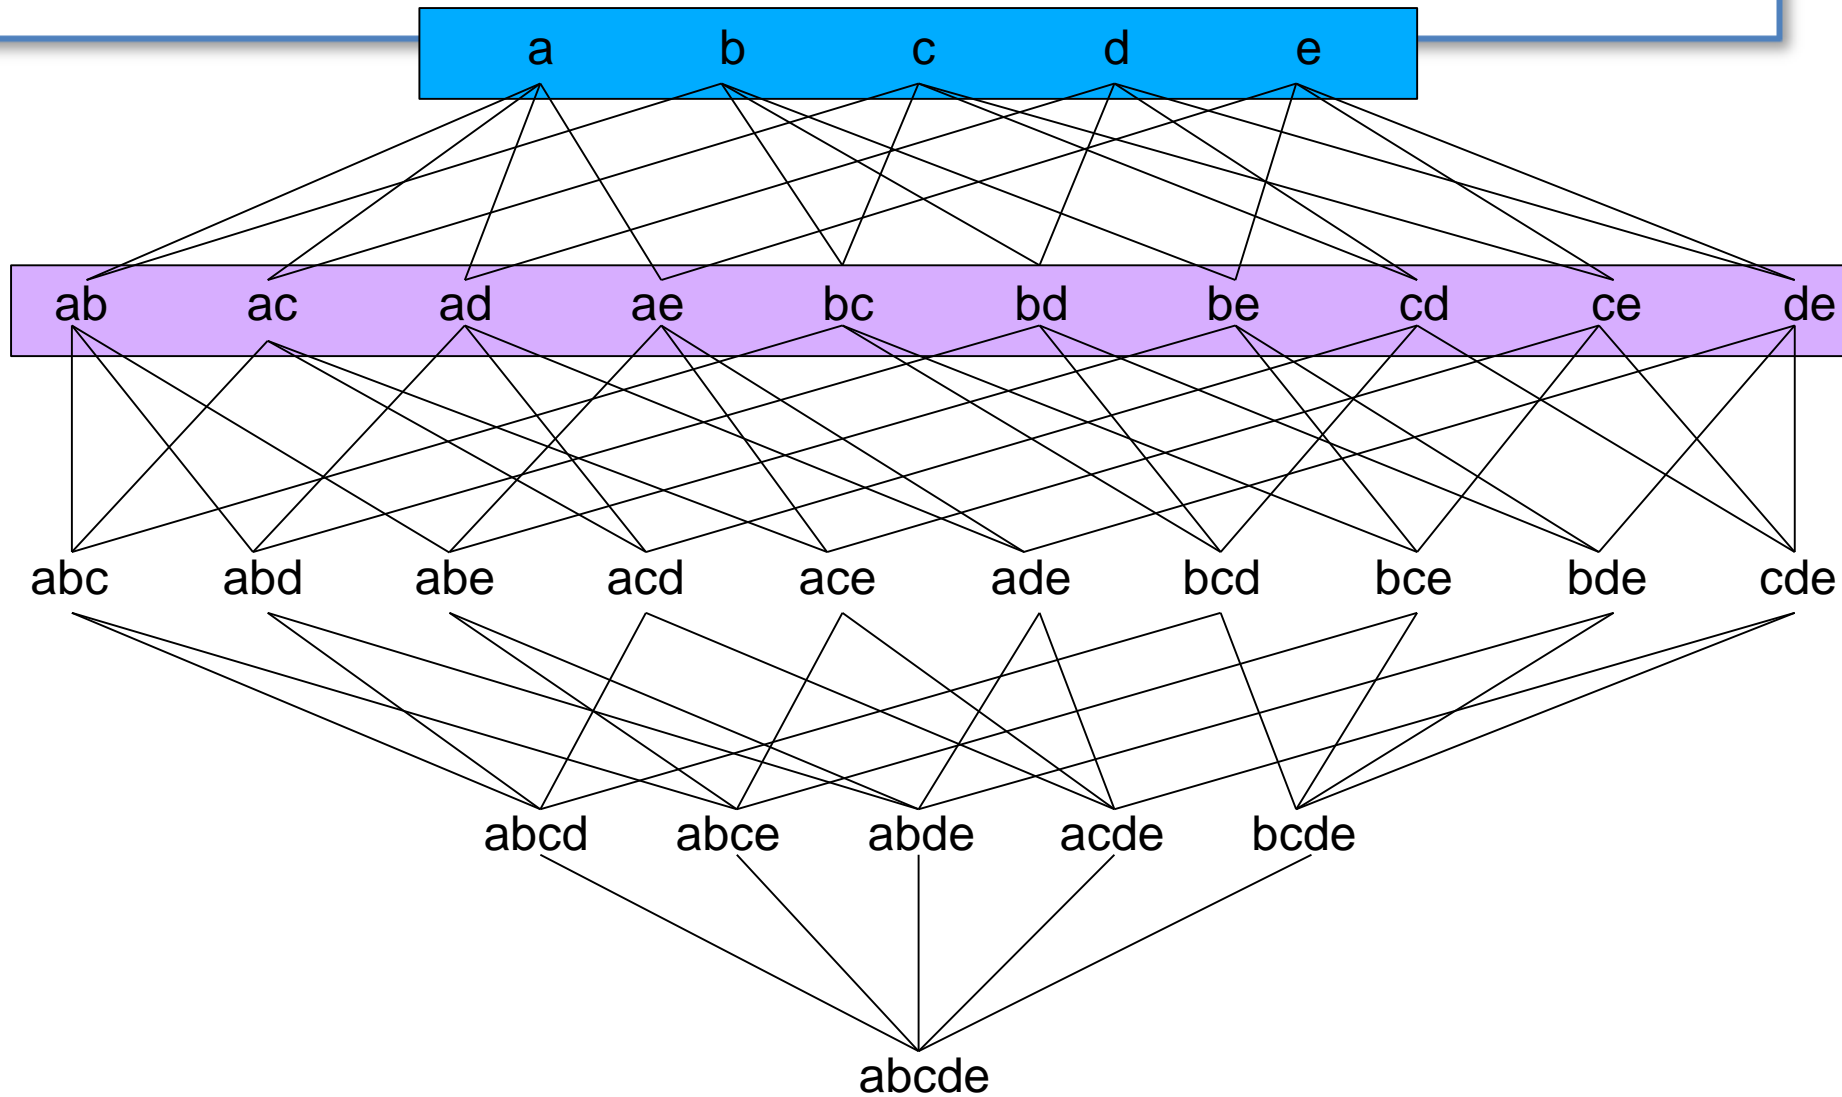 a b c d e
ab ac ad ae bc bd be cd ce de
abc abd abe acd ace ade bcd bce bde cde
abcd abce abde acde bcde
abcde